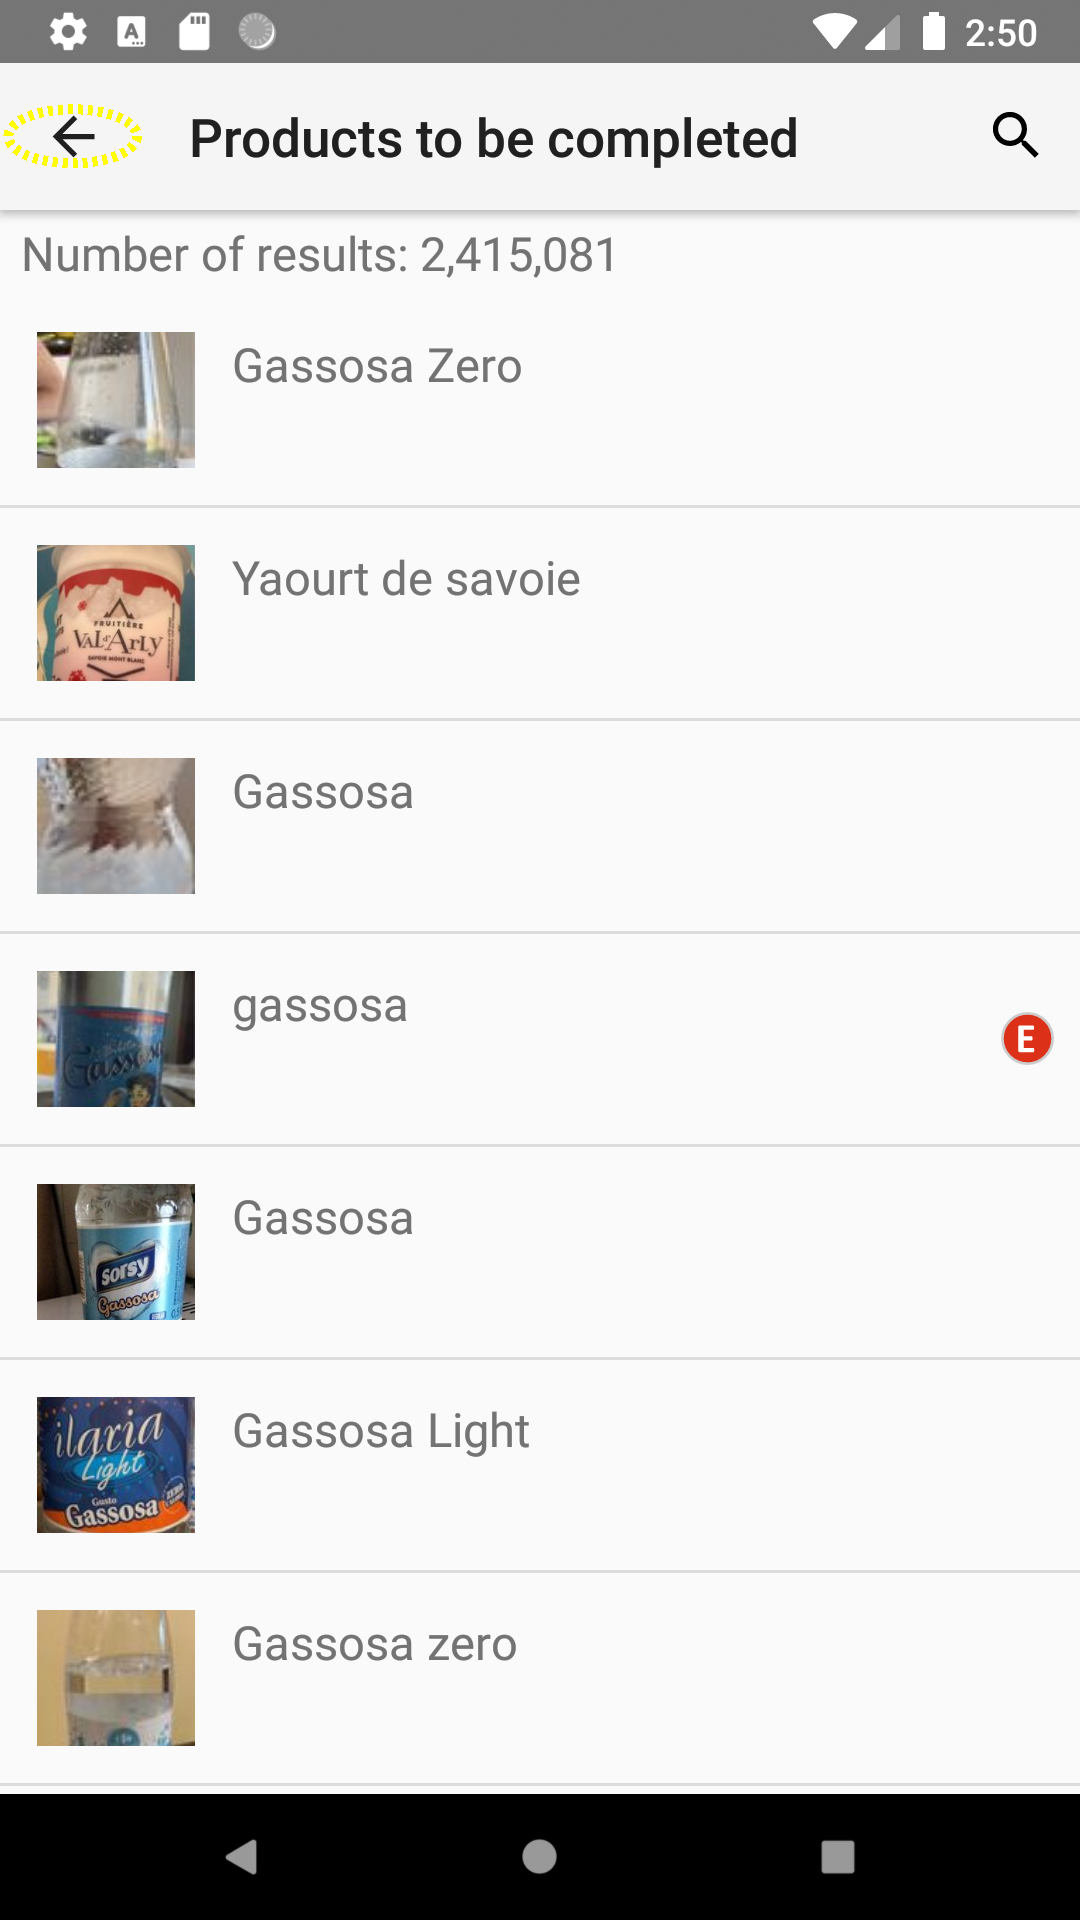 2:50
Products to be completed
Number of results: 2,415,081
Gassosa Zero
Yaourt de savoie
FRUITIÈRE
VAL d'ARLY
SAVOIE MONT BLANC
Gassosa
gassosa
Gassosa
E
Gassosa
sorsy
Gassosa
Gassosa Light
ilaria
Light
Gusto
Gassosa
ZERO
Gassosa zero